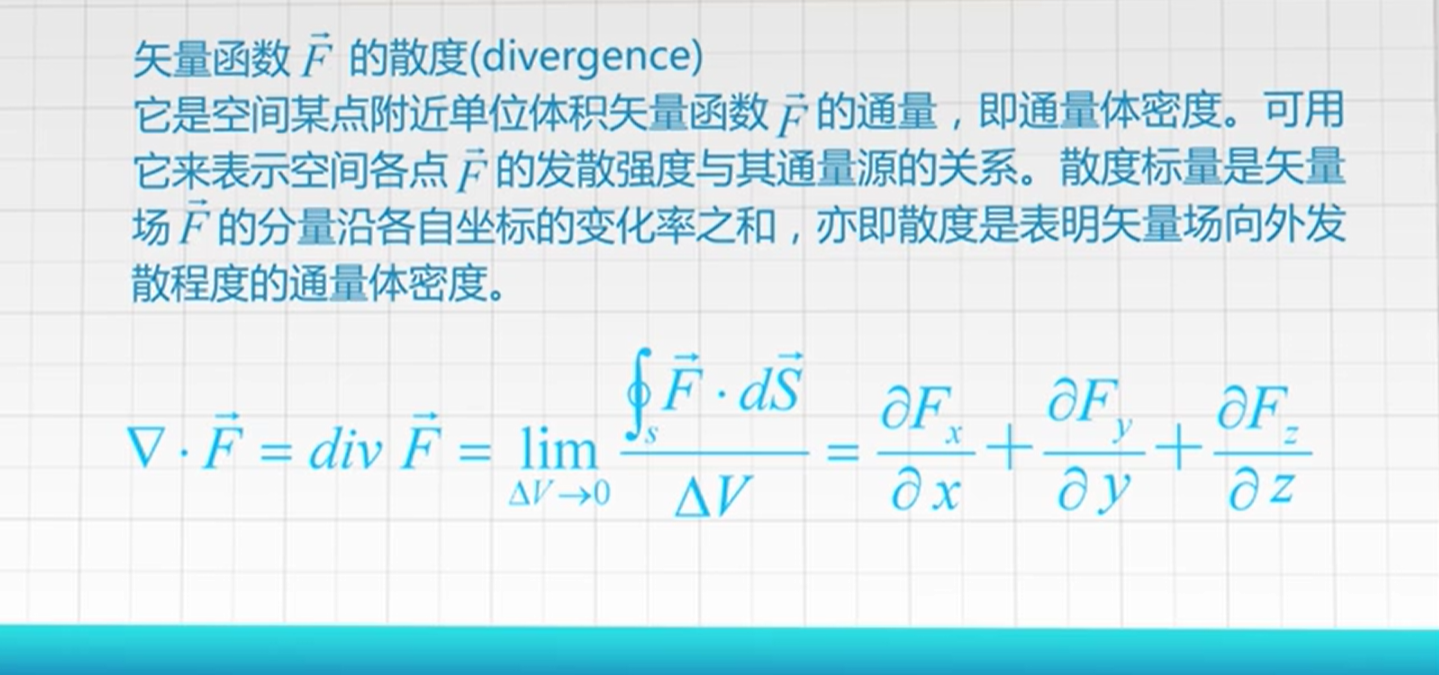 矢量函数 $\vec{F}$ 的散度(divergence)
它是空间某点附近单位体积矢量函数 $\vec{F}$ 的通量，即通量体密度。可用
它来表示空间各点 $\vec{F}$ 的发散强度与其通量源的关系。散度标量是矢量
场 $\vec{F}$ 的分量沿各自坐标的变化率之和，亦即散度是表明矢量场向外发
散程度的通量体密度。
$\nabla \cdot \vec{F} = div\, \vec{F} = \lim_{\Delta V \to 0} \frac{\oint_s \vec{F} \cdot d\vec{S}}{\Delta V} = \frac{\partial F_x}{\partial x} + \frac{\partial F_y}{\partial y} + \frac{\partial F_z}{\partial z}$